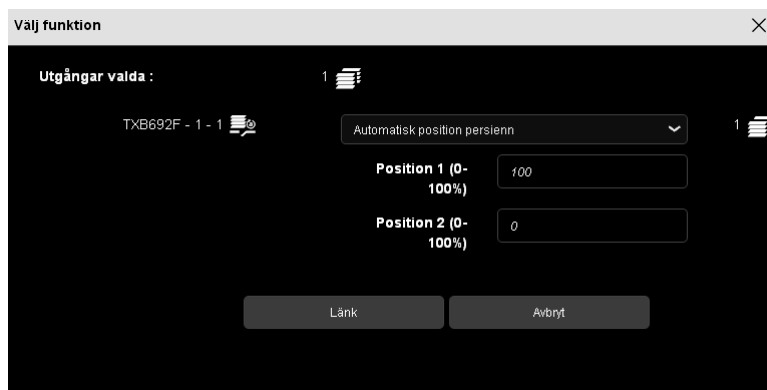 Välj funktion
Utgångar valda : 1
TXB692F - 1 - 1 Automatisk position persienn 1
Position 1 (0-
100%) 100
Position 2 (0-
100%) 0
Länk Avbryt